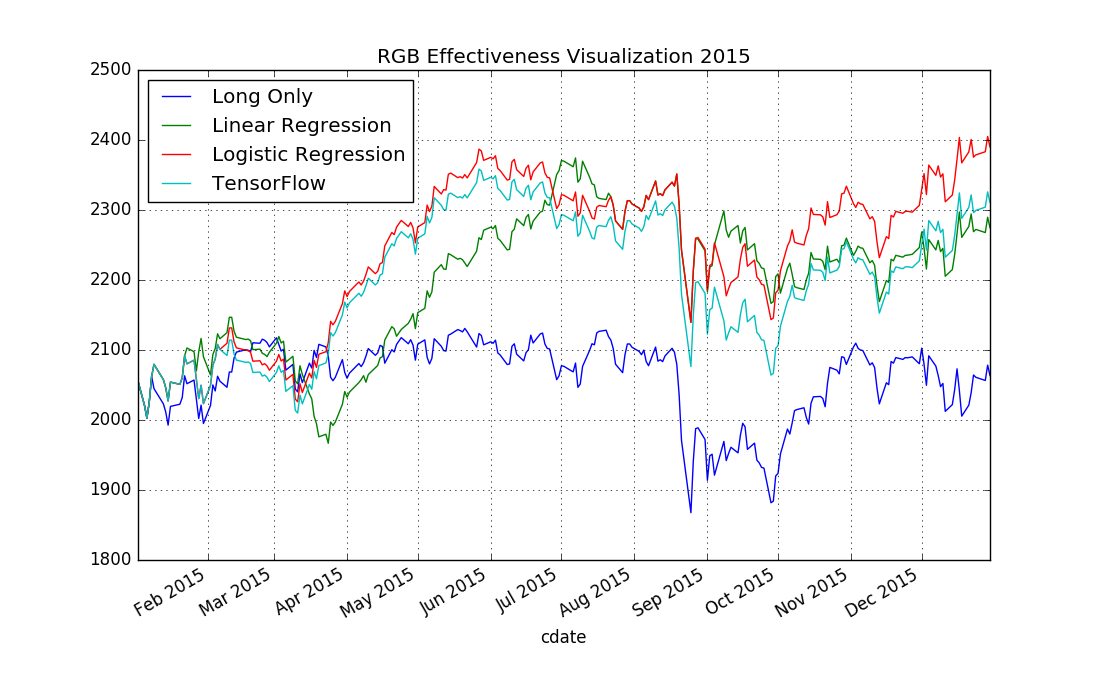 RGB Effectiveness Visualization 2015
2500
2400
2300
2200
2100
2000
1900
1800
Long Only
Linear Regression
Logistic Regression
TensorFlow
Feb 2015
Mar 2015
Apr 2015
May 2015
Jun 2015
Jul 2015
Aug 2015
Sep 2015
Oct 2015
Nov 2015
Dec 2015
cdate